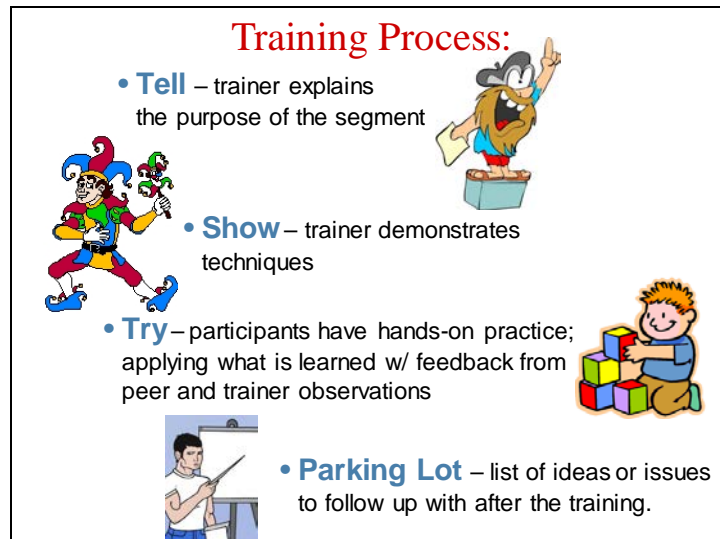 Training Process:
• Tell – trainer explains
the purpose of the segment
• Show – trainer demonstrates
techniques
• Try – participants have hands-on practice;
applying what is learned w/ feedback from
peer and trainer observations
• Parking Lot – list of ideas or issues
to follow up with after the training.